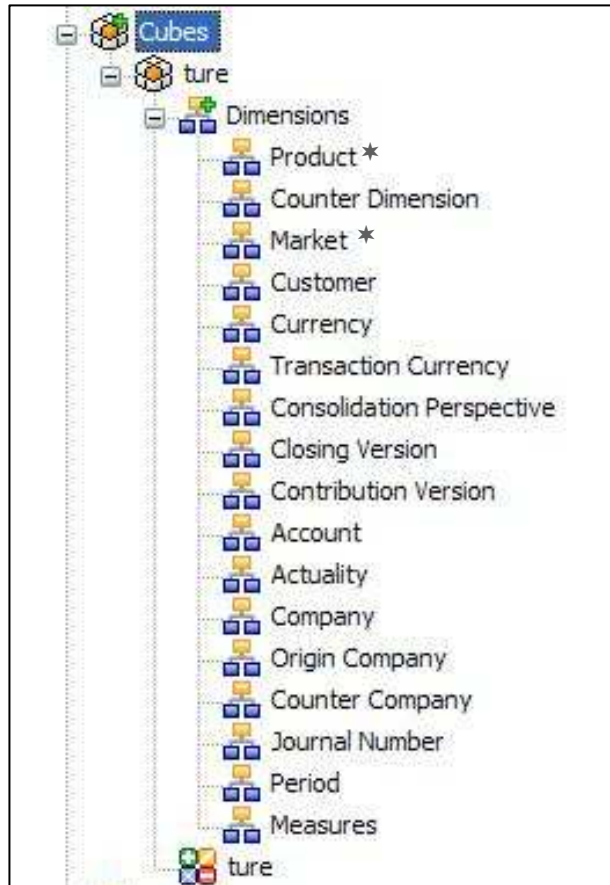 Cubes
ture
Dimensions
Product *
Counter Dimension
Market *
Customer
Currency
Transaction Currency
Consolidation Perspective
Closing Version
Contribution Version
Account
Actuality
Company
Origin Company
Counter Company
Journal Number
Period
Measures
ture